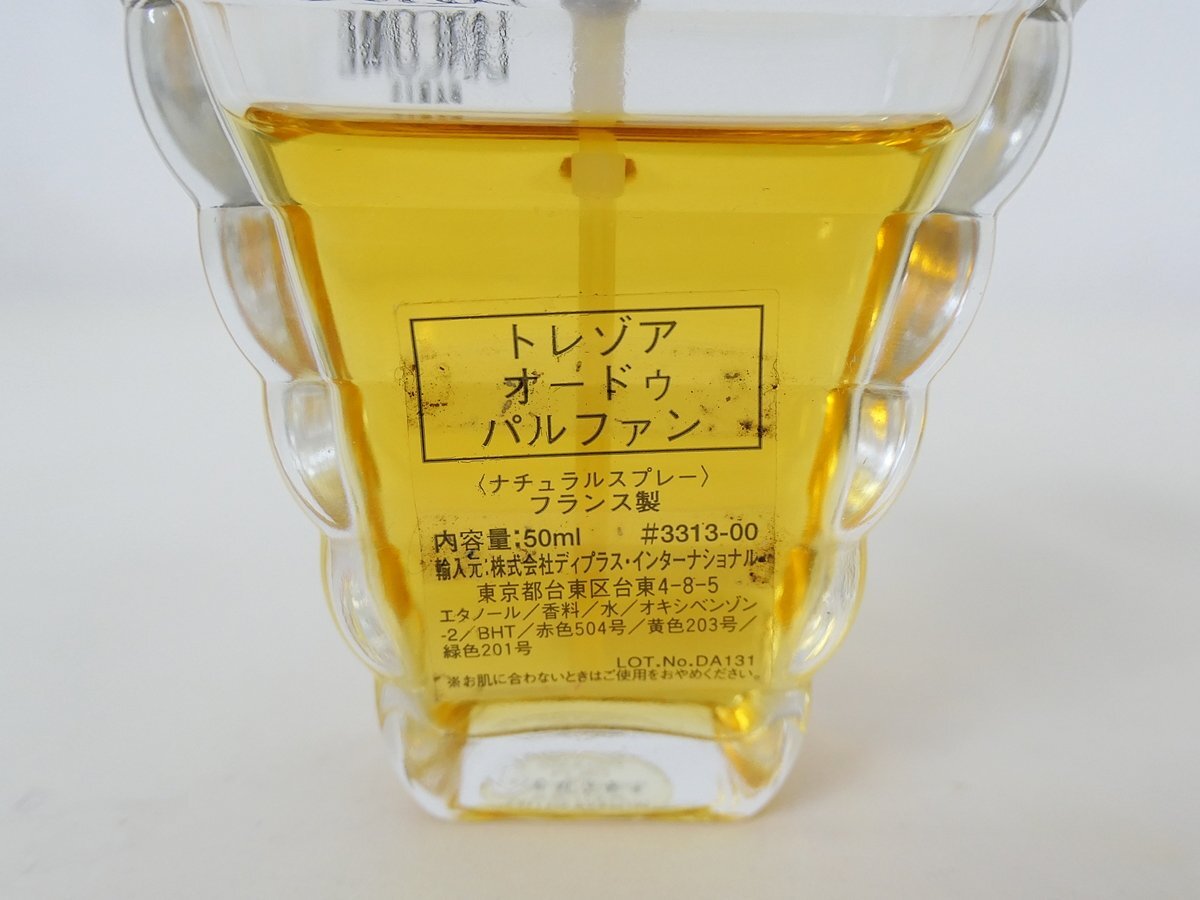 LANCÔME
PARIS
トレゾア
オードゥ
パルファン
〈ナチュラルスプレー〉
フランス製
内容量:50ml #3313-00
輸入元:株式会社ディプラス・インターナショナル
東京都台東区台東4-8-5
エタノール/香料/水/オキシベンゾン
-2/BHT/赤色504号/黄色203号/
緑色201号
LOT.No.DA131
※お肌に合わないときはご使用をおやめください。